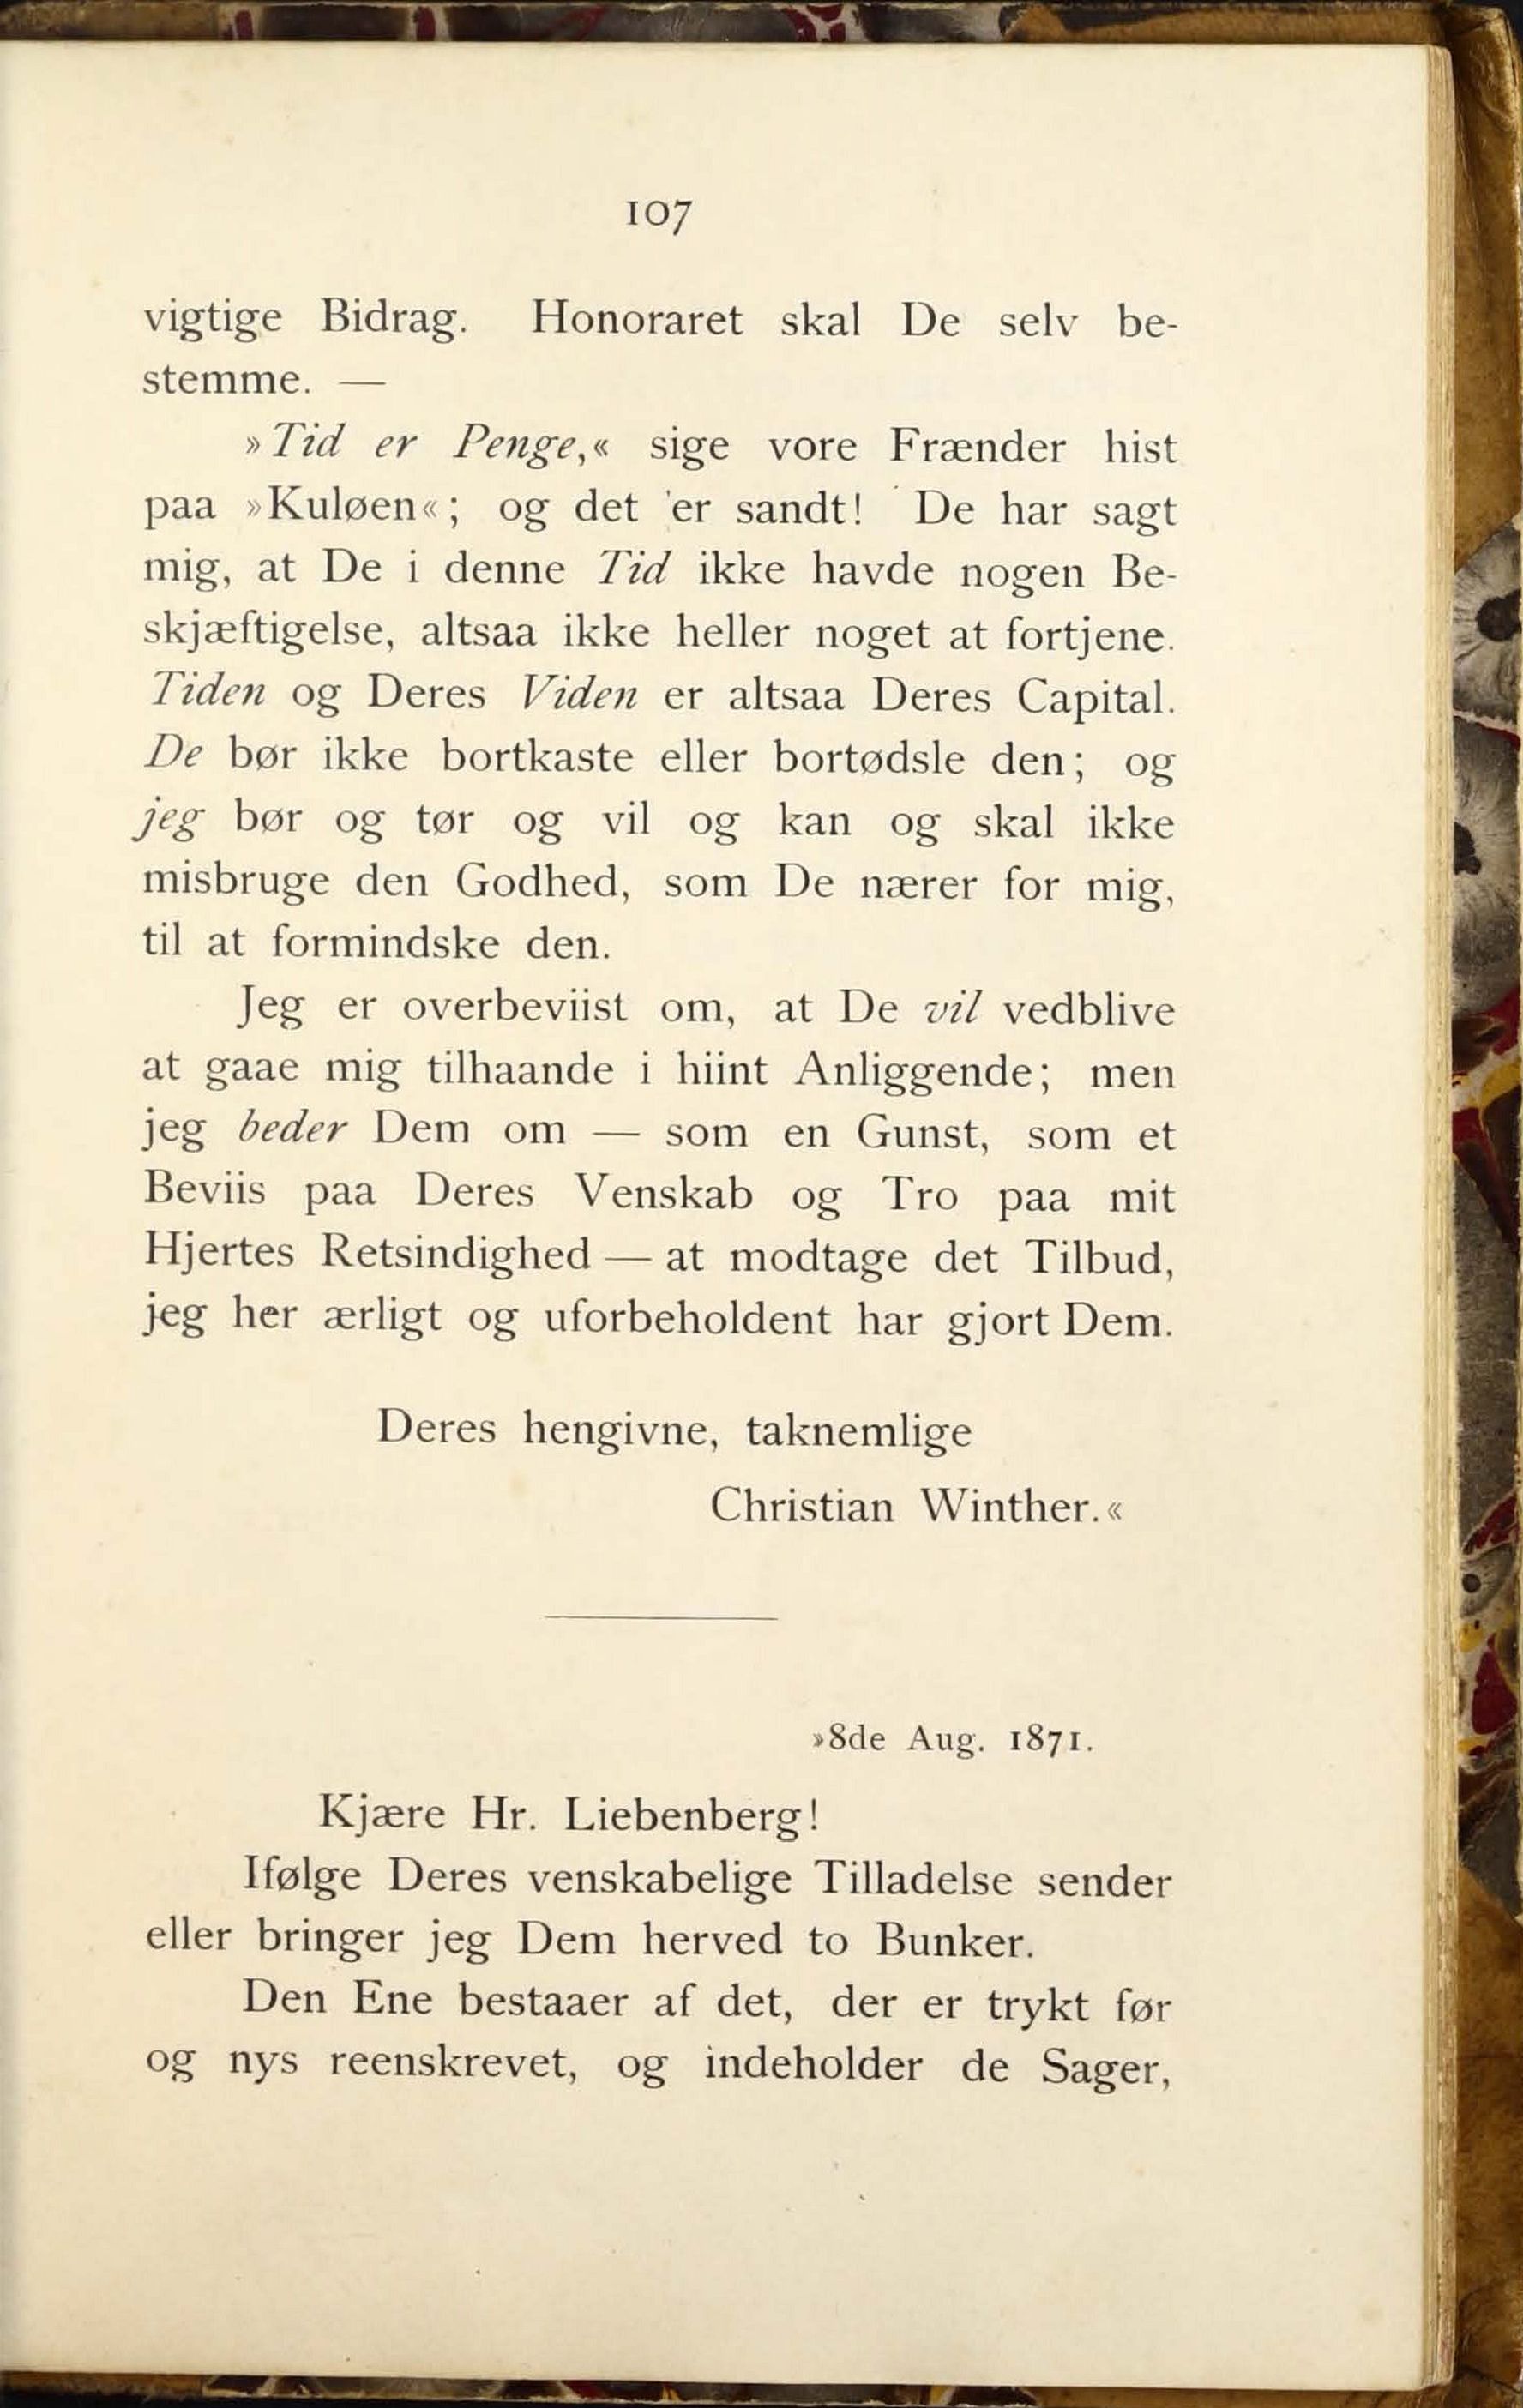 107
vigtige Bidrag. Honoraret skal De selv be-
stemme. —
»Tid er Penge,« sige vore Frænder hist
paa »Kuløen«; og det er sandt! De har sagt
mig, at De i denne Tid ikke havde nogen Be-
skjæftigelse, altsaa ikke heller noget at fortjene.
Tiden og Deres Viden er altsaa Deres Capital.
De bør ikke bortkaste eller bortødsle den; og
jeg bør og tør og vil og kan og skal ikke
misbruge den Godhed, som De nærer for mig,
til at formindske den.
Jeg er overbeviist om, at De vil vedblive
at gaae mig tilhaande i hiint Anliggende; men
jeg beder Dem om — som en Gunst, som et
Beviis paa Deres Venskab og Tro paa mit
Hjertes Retsindighed — at modtage det Tilbud,
jeg her ærligt og uforbeholdent har gjort Dem.
Deres hengivne, taknemlige
Christian Winther.«
»8de Aug. 1871.
Kjære Hr. Liebenberg!
Ifølge Deres venskabelige Tilladelse sender
eller bringer jeg Dem herved to Bunker.
Den Ene bestaaer af det, der er trykt før
og nys reenskrevet, og indeholder de Sager,